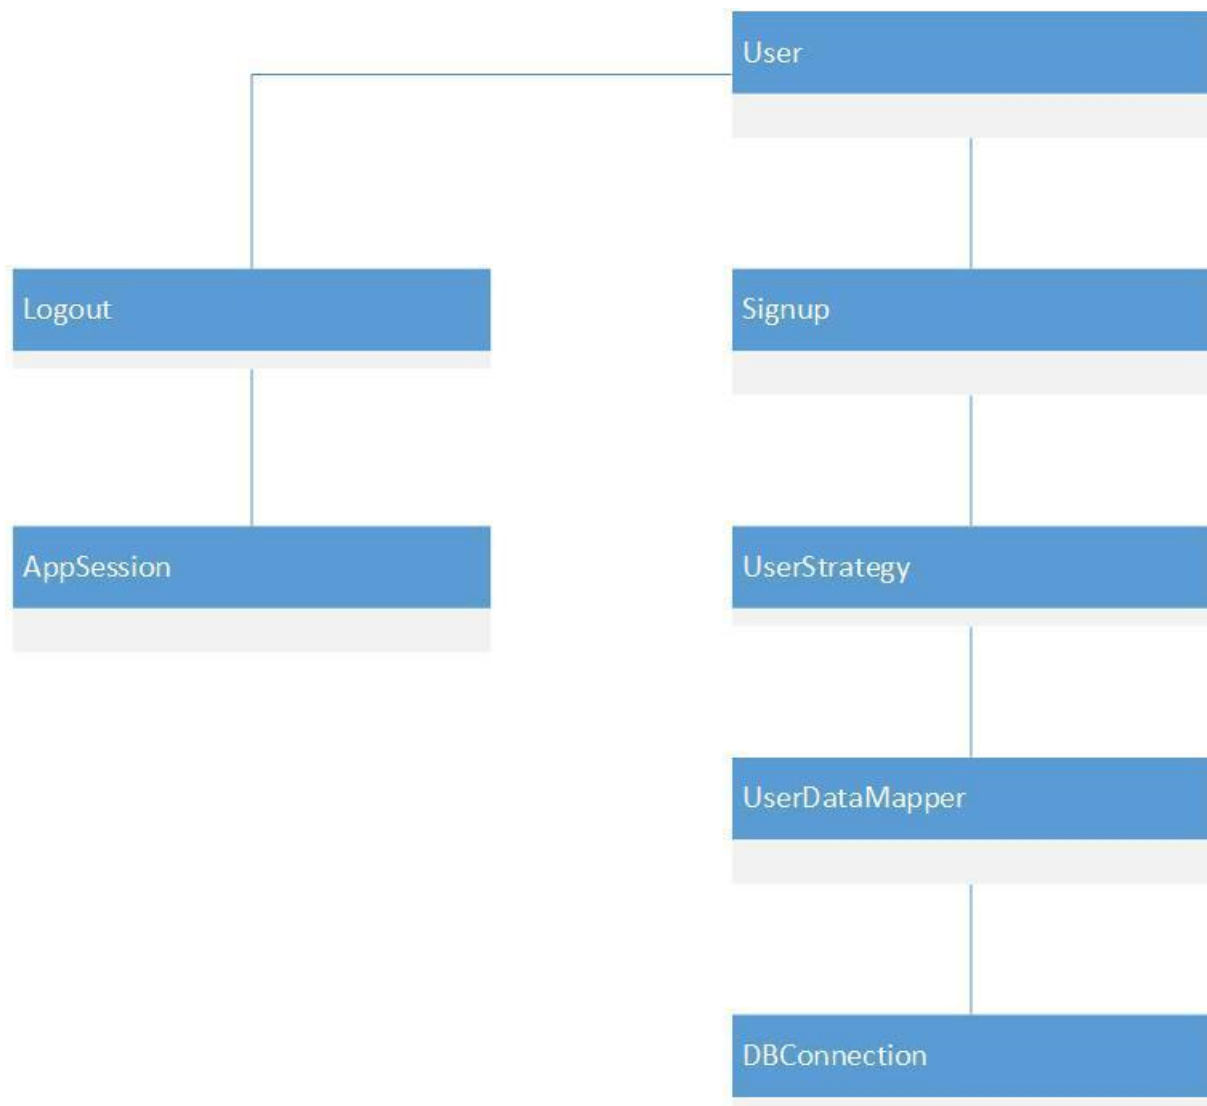 User
Logout
Signup
AppSession
UserStrategy
UserDataMapper
DBConnection